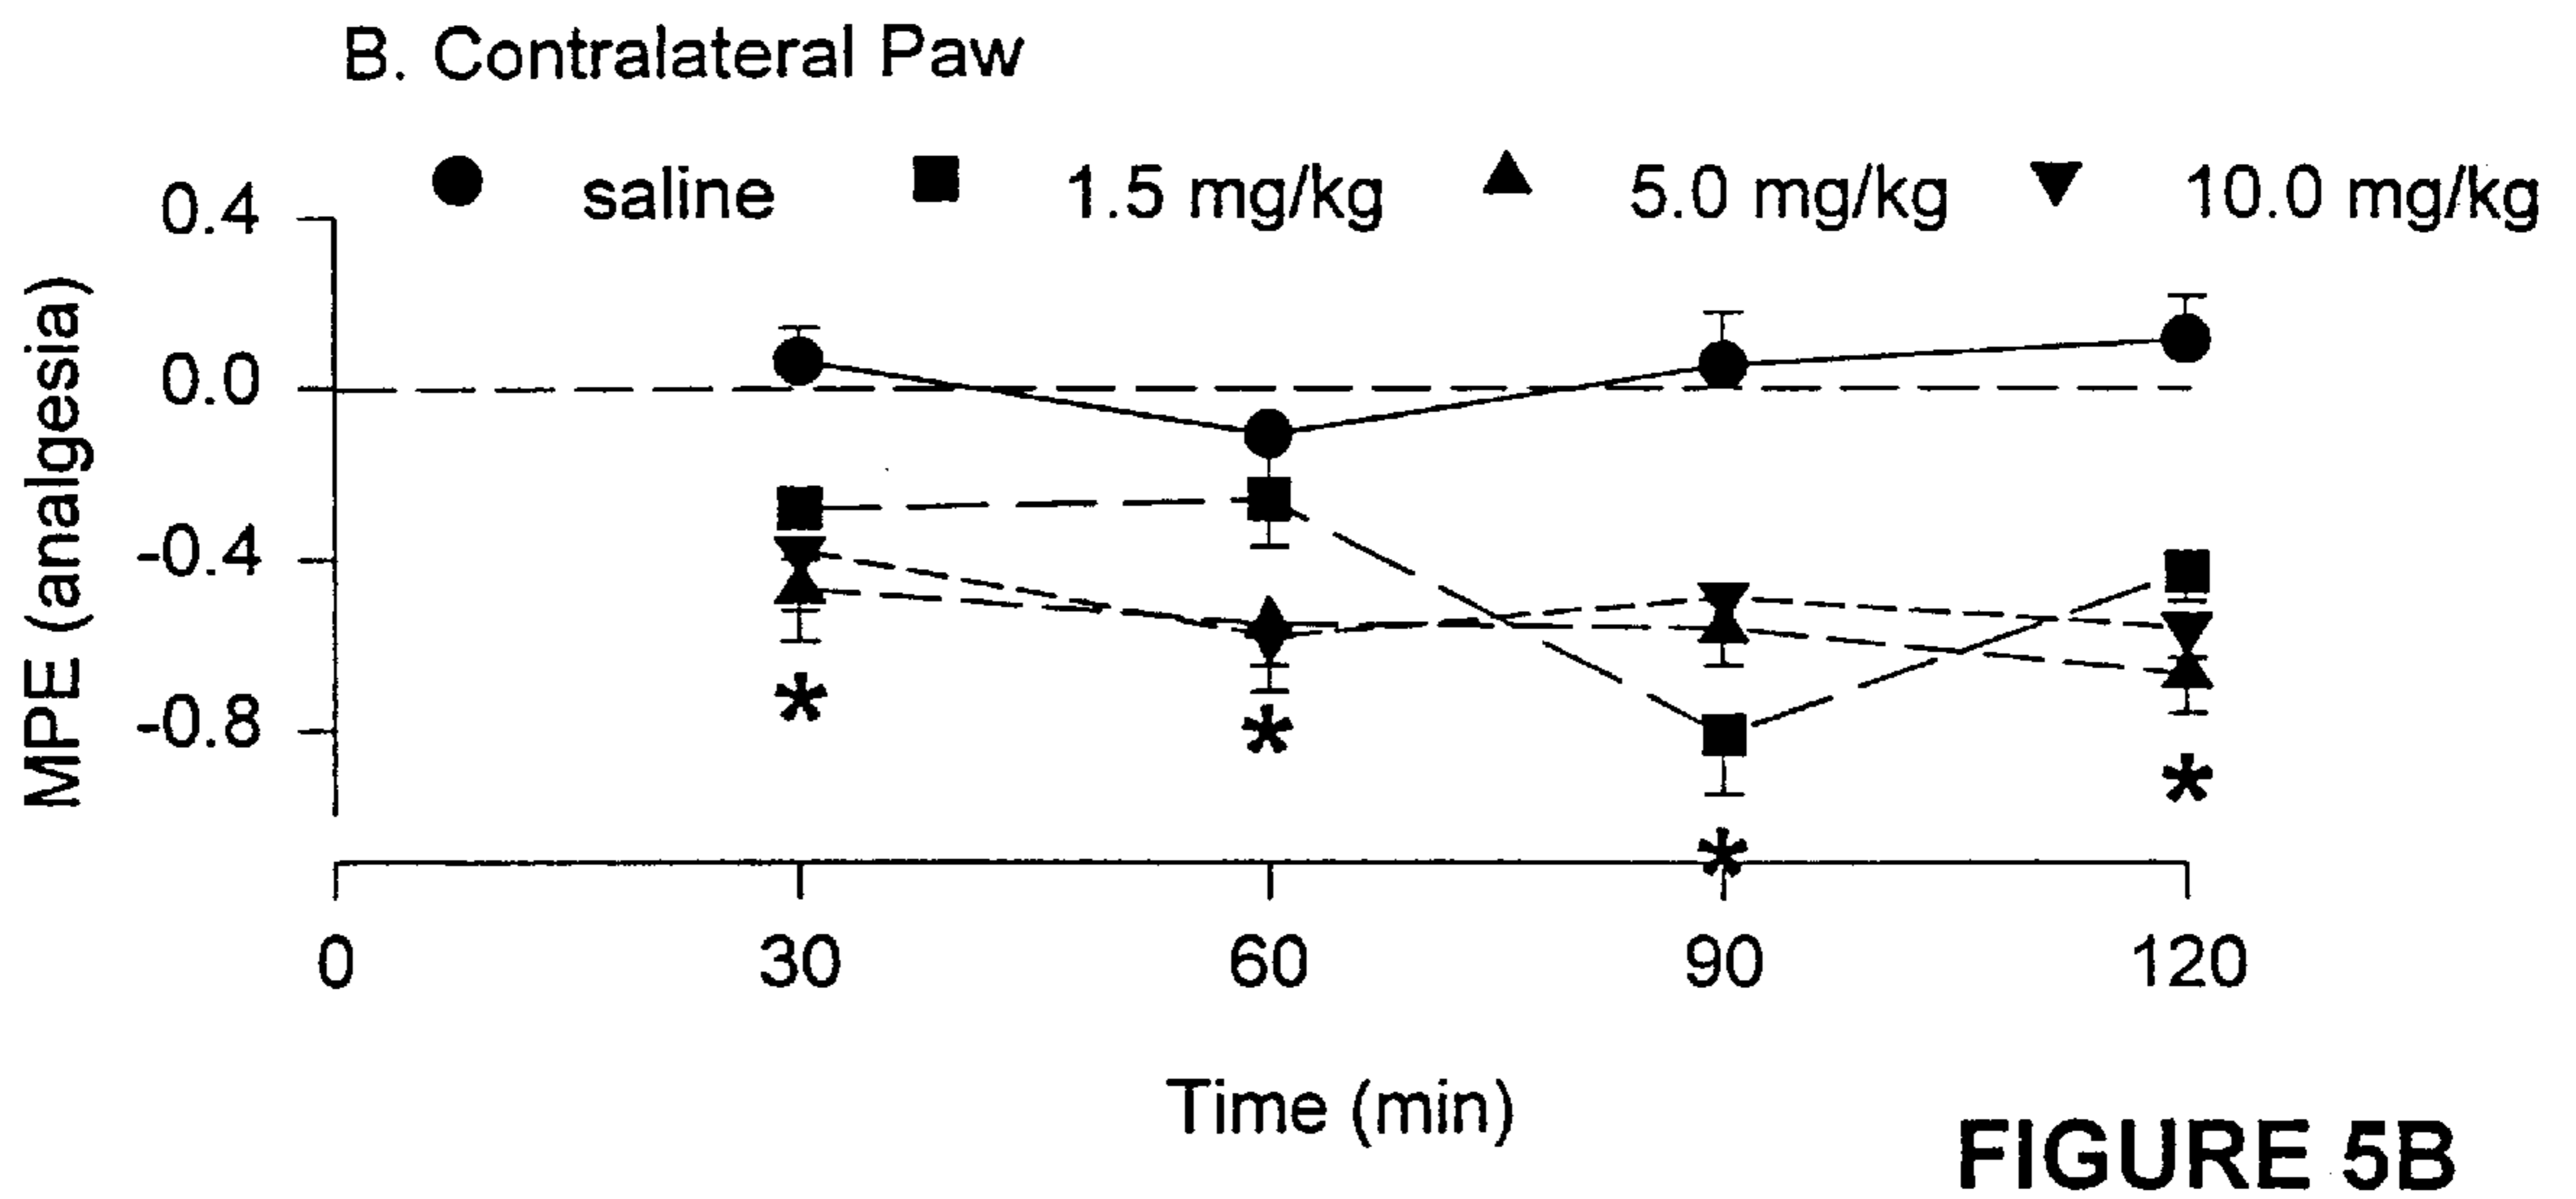 B. Contralateral Paw
saline 1.5 mg/kg 5.0 mg/kg 10.0 mg/kg
0.4
0.0
-0.4
-0.8
MPE (analgesia)
*
*
*
*
0 30 60 90 120
Time (min)
FIGURE 5B